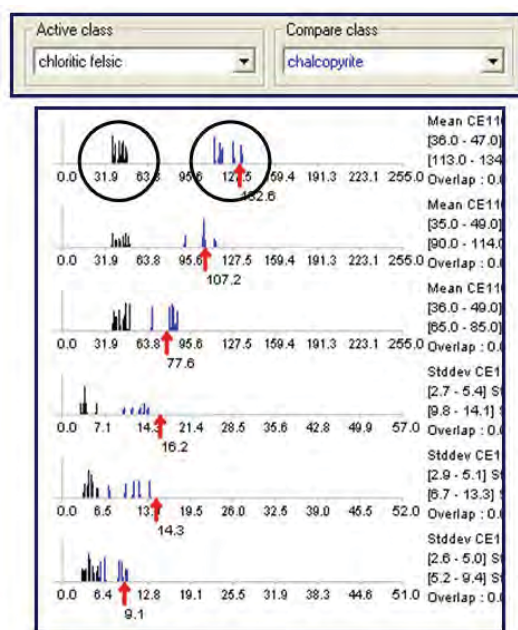 Active class Compare class
chloritic felsic chalcopyrite
Mean CE11
[36.0 - 47.0]
[113.0 - 134
0.0 31.9 63.8 95.6 127.5 159.4 191.3 223.1 255.0 Overlap : 0.
132.6
Mean CE11
[35.0 - 49.0]
[90.0 - 114.0
0.0 31.9 63.8 95.6 127.5 159.4 191.3 223.1 255.0 Overlap : 0.
107.2
Mean CE11
[36.0 - 49.0]
[65.0 - 85.0]
0.0 31.9 63.8 95.6 127.5 159.4 191.3 223.1 255.0 Overlap : 0.
77.6
Stddev CE1
[2.7 - 5.4] S
[9.8 - 14.1]
0.0 7.1 14.3 21.4 28.5 35.6 42.8 49.9 57.0 Overlap : 0.
16.2
Stddev CE1
[2.9 - 5.1] S
[6.7 - 13.3]
0.0 6.5 13. 19.5 26.0 32.5 39.0 45.5 52.0 Overlap : 0.
14.3
Stddev CE1
[2.6 - 5.0] S
[5.2 - 9.4] S
0.0 6.4 12.8 19.1 25.5 31.9 38.3 44.6 51.0 Overlap : 0.
9.1